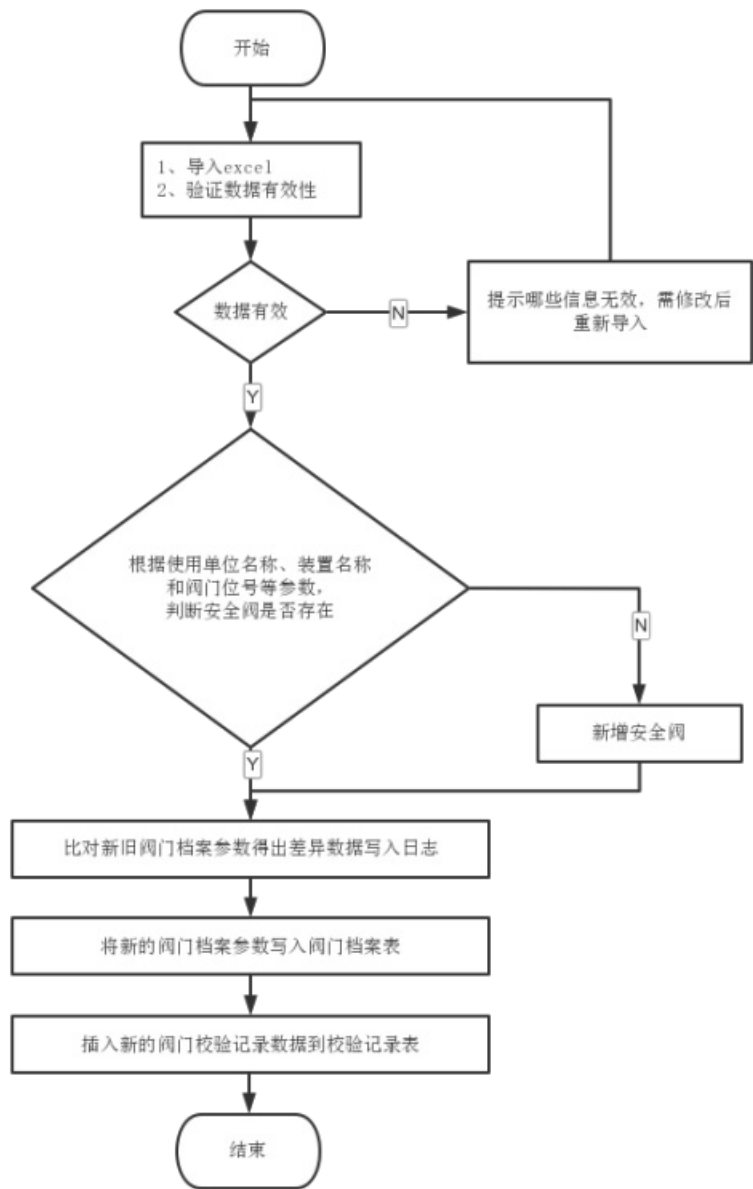 开始
1、导入excel
2、验证数据有效性
数据有效
N
提示哪些信息无效，需修改后
重新导入
Y
根据使用单位名称、装置名称
和阀门位号等参数，
判断安全阀是否存在
N
新增安全阀
Y
比对新旧阀门档案参数得出差异数据写入日志
将新的阀门档案参数写入阀门档案表
插入新的阀门校验记录数据到校验记录表
结束